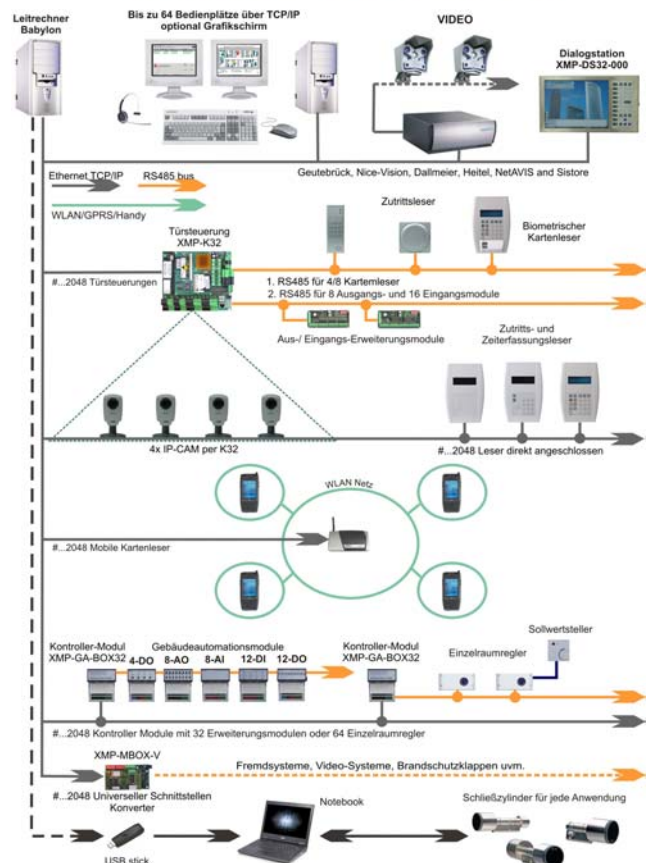 Leitrechner
Babylon
Bis zu 64 Bedienplätze über TCP/IP
optional Grafikschirm
VIDEO
Dialogstation
XMP-DS32-000
Geutebrück, Nice-Vision, Dallmeier, Heitel, NetAVIS and Sistore
Ethernet TCP/IP
RS485 bus
WLAN/GPRS/Handy
Türsteuerung
XMP-K32
Zutrittsleser
Biometrischer
Kartenleser
#...2048 Türsteuerungen
1. RS485 für 4/8 Kartemleser
2. RS485 für 8 Ausgangs- und 16 Eingangsmodule
Aus-/ Eingangs-Erweiterungsmodule
Zutritts- und
Zeiterfassungsleser
4x IP-CAM per K32
#...2048 Leser direkt angeschlossen
WLAN Netz
#...2048 Mobile Kartenleser
Kontroller-Modul
XMP-GA-BOX32
Gebäudeautomationsmodule
4-DO
8-AO
8-AI
12-DI
12-DO
Kontroller-Modul
XMP-GA-BOX32
Einzelraumregler
Sollwertsteller
#...2048 Kontroller Module mit 32 Erweiterungsmodulen oder 64 Einzelraumregler
XMP-MBOX-V
Fremdsysteme, Video-Systeme, Brandschutzklappen uvm.
#...2048 Universeller Schnittstellen
Konverter
Notebook
Schließzylinder für jede Anwendung
USB stick